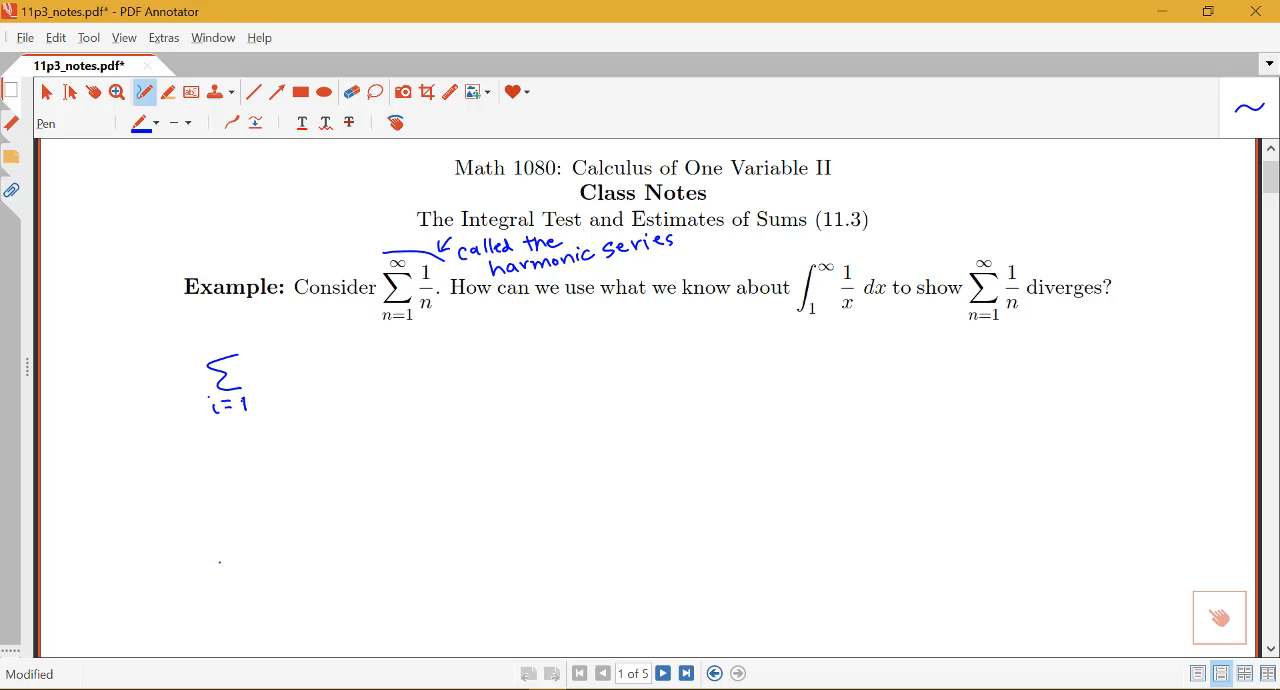 11p3_notes.pdf* - PDF Annotator
File Edit Tool View Extras Window Help
11p3_notes.pdf*
Pen
Math 1080: Calculus of One Variable II
Class Notes
The Integral Test and Estimates of Sums (11.3)
called the
harmonic series
Example: Consider ∑_{n=1}^{∞} 1/n. How can we use what we know about ∫_1^∞ 1/x dx to show ∑_{n=1}^{∞} 1/n diverges?
∑
i=1
Modified
1 of 5